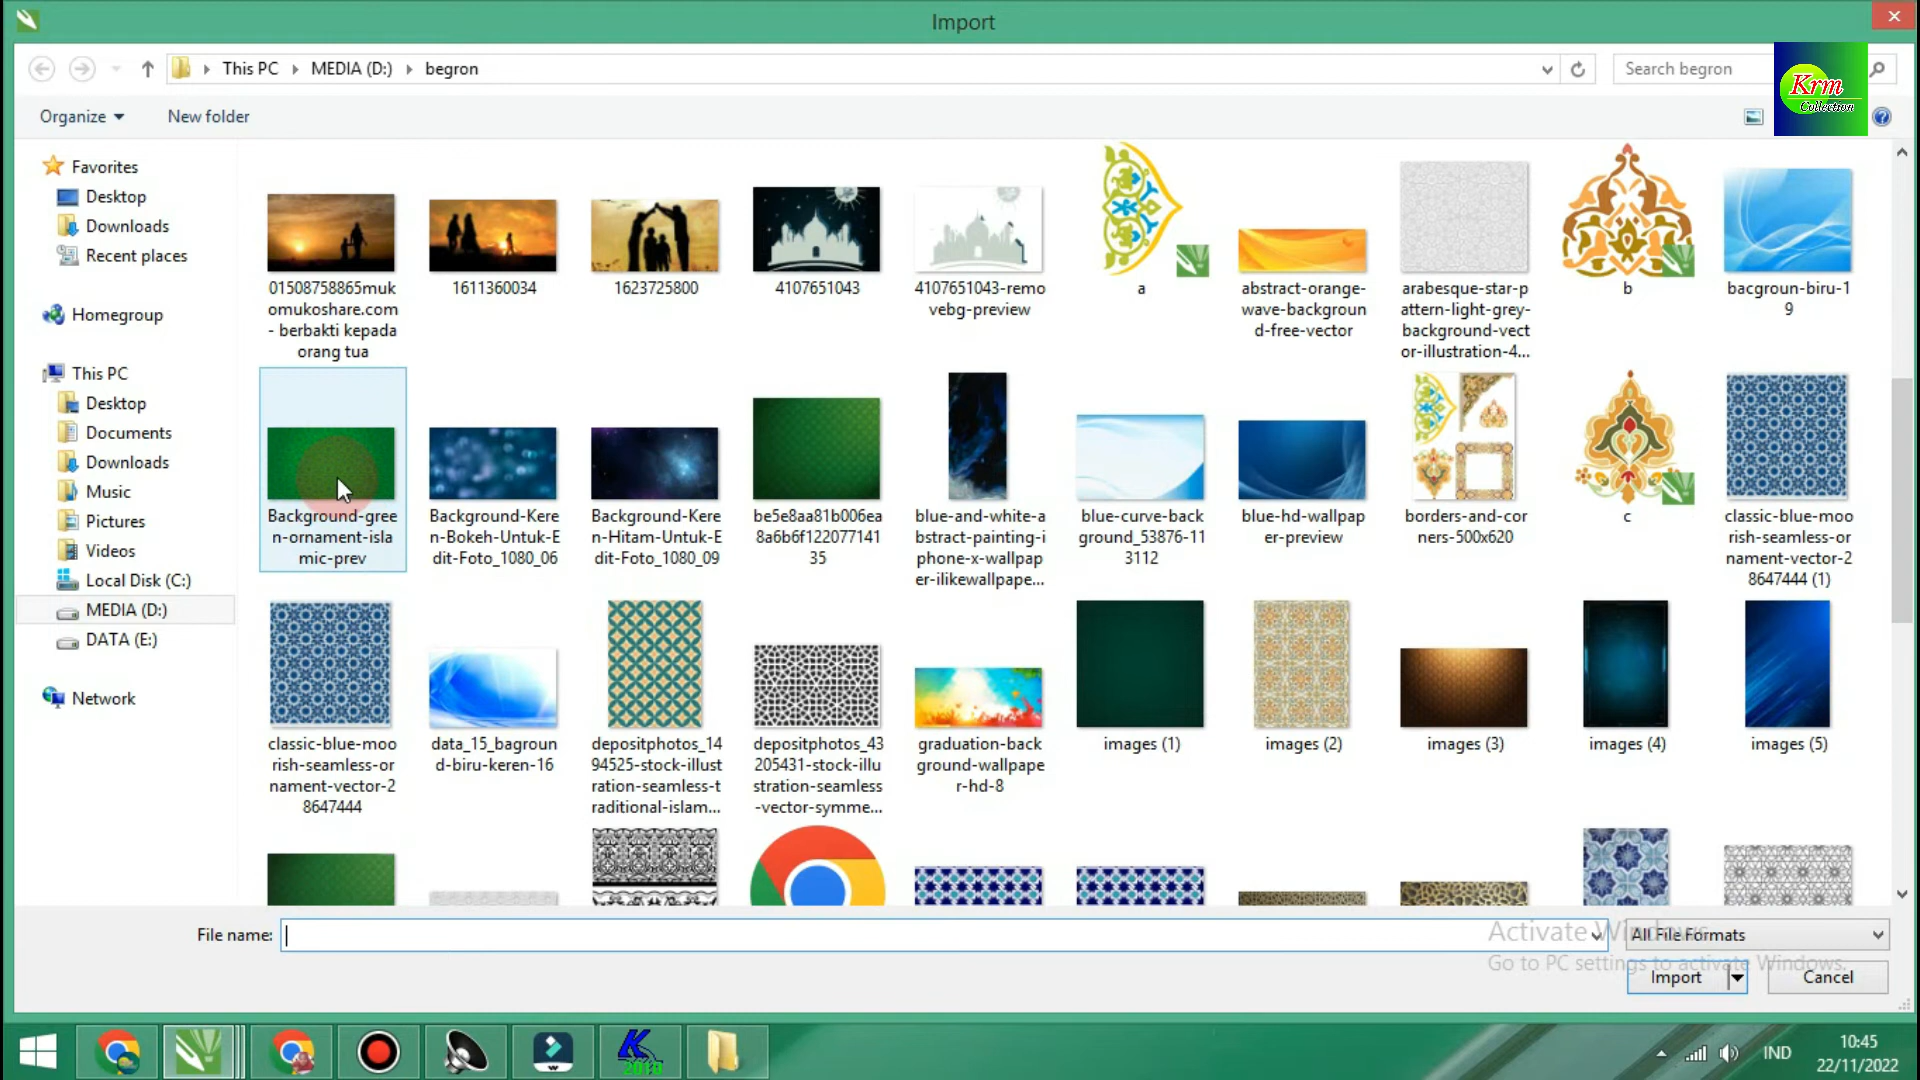 Import
This PC
MEDIA (D:)
begron
Search begron
Krm
Collection
Organize
New folder
Favorites
Desktop
Downloads
Recent places
Homegroup
This PC
Desktop
Documents
Downloads
Music
Pictures
Videos
Local Disk (C:)
MEDIA (D:)
DATA (E:)
Network
01508758865muk
omukoshare.com
- berbakti kepada
orang tua
1611360034
1623725800
4107651043
4107651043-remo
vebg-preview
a
abstract-orange-
wave-backgroun
d-free-vector
arabesque-star-p
attern-light-grey-
background-vect
or-illustration-4...
b
bacgroun-biru-1
9
Background-gree
n-ornament-isla
mic-prev
Background-Kere
n-Bokeh-Untuk-E
dit-Foto_1080_06
Background-Kere
n-Hitam-Untuk-E
dit-Foto_1080_09
be5e8aa81b006ea
8a6b6f122077141
35
blue-and-white-a
bstract-painting-i
phone-x-wallpap
er-ilikewallpape...
blue-curve-back
ground_53876-11
3112
blue-hd-wallpap
er-preview
borders-and-cor
ners-500x620
c
classic-blue-moo
rish-seamless-or
nament-vector-2
8647444 (1)
classic-blue-moo
rish-seamless-or
nament-vector-2
8647444
data_15_bagroun
d-biru-keren-16
depositphotos_14
94525-stock-illust
ration-seamless-t
raditional-islam...
depositphotos_43
205431-stock-illu
stration-seamless
-vector-symme...
graduation-back
ground-wallpape
r-hd-8
images (1)
images (2)
images (3)
images (4)
images (5)
File name:
All File Formats
Activate Windows
Go to PC settings to activate Windows.
Import
Cancel
K
2010
IND
10:45
22/11/2022